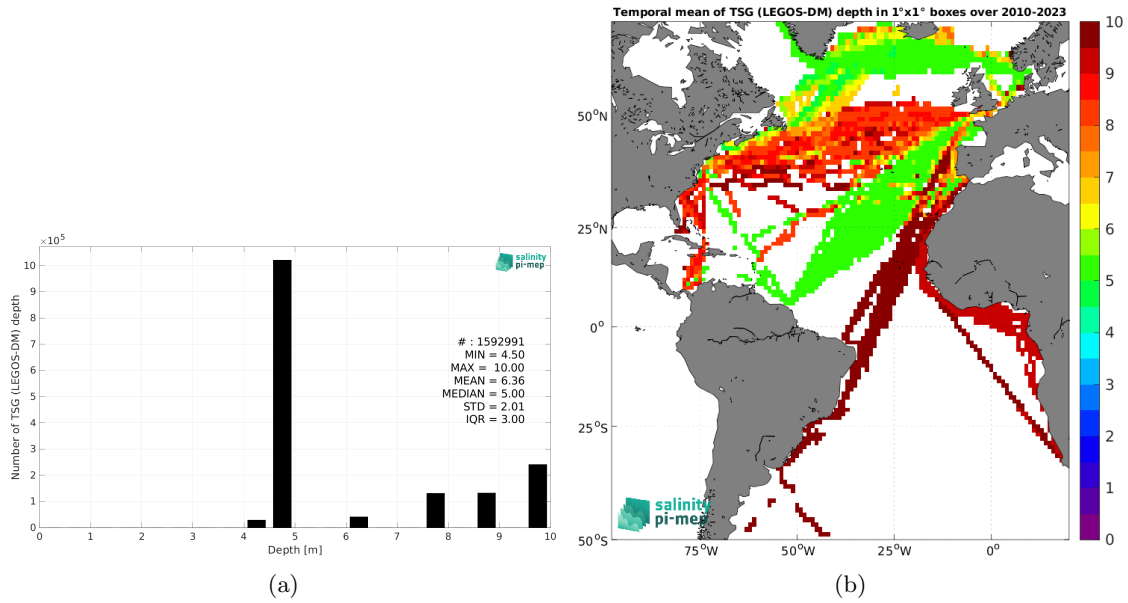 ×10⁵
10
9
8
7
6
5
4
3
2
1
0
Number of TSG (LEGOS-DM) depth
salinity
pi-mep
# : 1592991
MIN = 4.50
MAX = 10.00
MEAN = 6.36
MEDIAN = 5.00
STD = 2.01
IQR = 3.00
0 1 2 3 4 5 6 7 8 9 10
Depth [m]
(a)
Temporal mean of TSG (LEGOS-DM) depth in 1°x1° boxes over 2010-2023
50°N
25°N
0°
25°S
50°S
75°W 50°W 25°W 0°
salinity
pi-mep
10
9
8
7
6
5
4
3
2
1
0
(b)